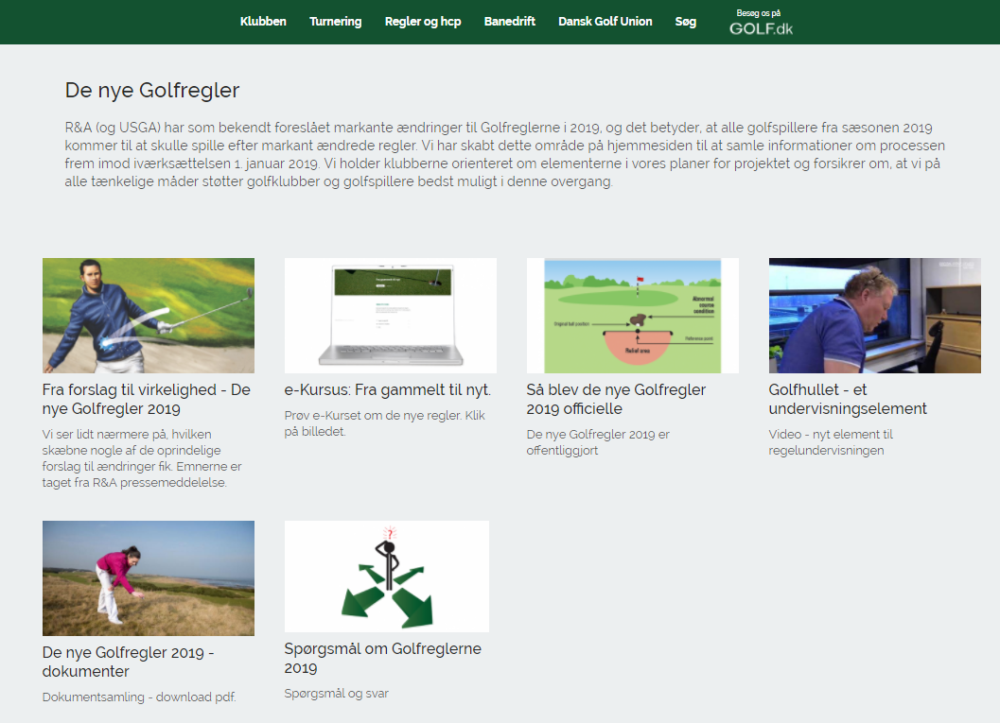 Klubben Turnering Regler og hcp Banedrift Dansk Golf Union Søg Besøg os på
GOLF.dk
De nye Golfregler
R&A (og USGA) har som bekendt foreslået markante ændringer til Golfreglerne i 2019, og det betyder, at alle golfspillere fra sæsonen 2019
kommer til at skulle spille efter markant ændrede regler. Vi har skabt dette område på hjemmesiden til at samle informationer om processen
frem imod iværksættelsen 1. januar 2019. Vi holder klubberne orienteret om elementerne i vores planer for projektet og forsikrer om, at vi på
alle tænkelige måder støtter golfklubber og golfspillere bedst muligt i denne overgang.
Fra forslag til virkelighed - De
nye Golfregler 2019
Vi ser lidt nærmere på, hvilken
skæbne nogle af de oprindelige
forslag til ændringer fik. Emnerne er
taget fra R&A pressemeddelelse.
e-Kursus: Fra gammelt til nyt.
Prøv e-Kurset om de nye regler. Klik
på billedet.
Abnormal
course
condition
Original ball position
Reference point
Relief area
Så blev de nye Golfregler
2019 officielle
De nye Golfregler 2019 er
offentliggjort
Golfhullet - et
undervisningselement
Video - nyt element til
regelundervisningen
De nye Golfregler 2019 -
dokumenter
Dokumentsamling - download pdf.
?
Spørgsmål om Golfreglerne
2019
Spørgsmål og svar